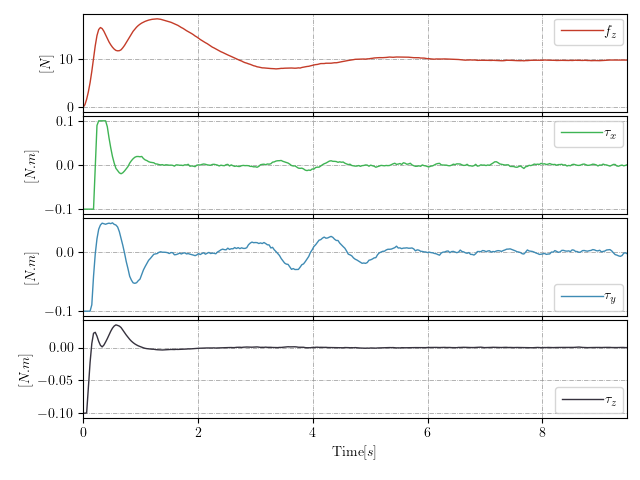 [N]
10
0
f_z
[N.m]
0.1
0.0
−0.1
τ_x
[N.m]
0.0
−0.1
τ_y
[N.m]
0.00
−0.05
−0.10
τ_z
0 2 4 6 8
Time[s]